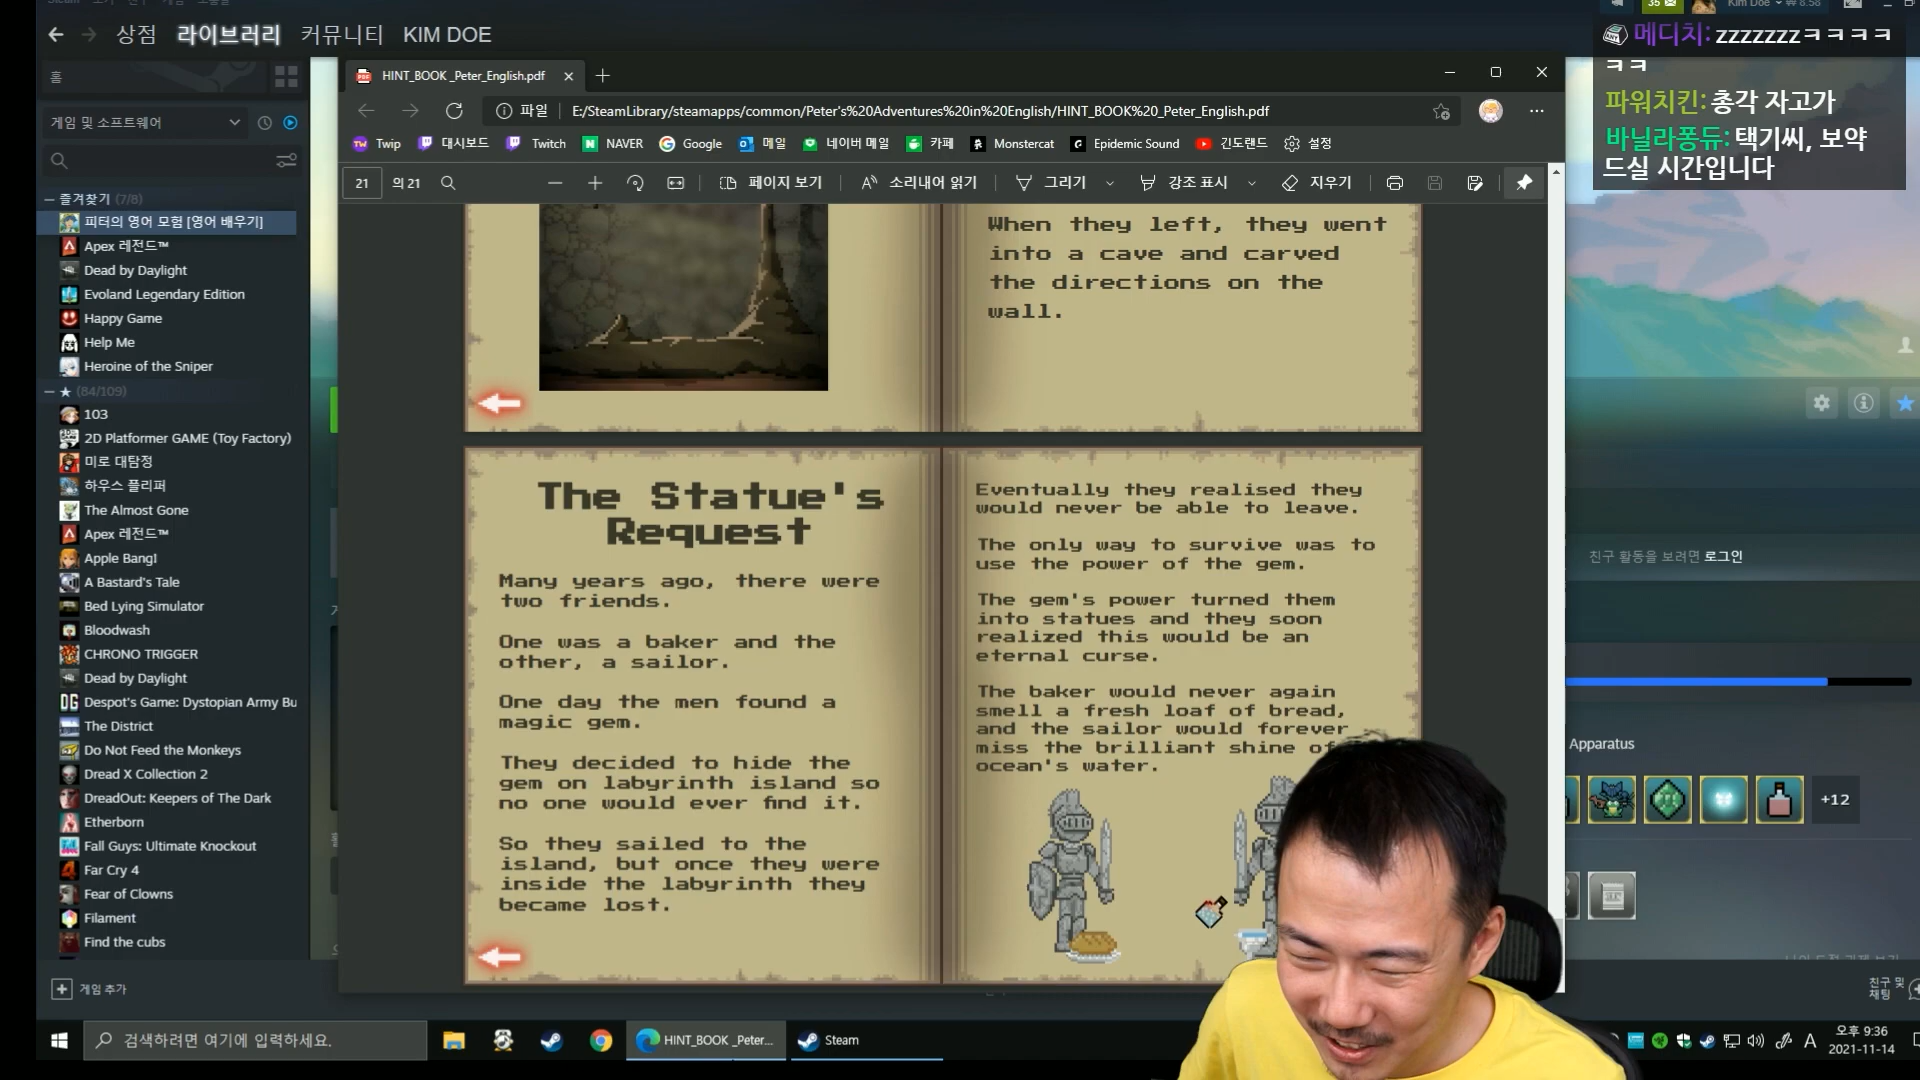 상점 라이브러리 커뮤니티 KIM DOE
Kim Doe
35
₩ 8.58
홈
게임 및 소프트웨어
즐겨찾기 (7/8)
피터의 영어 모험 [영어 배우기]
Apex 레전드™
Dead by Daylight
Evoland Legendary Edition
Happy Game
Help Me
Heroine of the Sniper
(84/109)
103
2D Platformer GAME (Toy Factory)
미로 대탐정
하우스 플리퍼
The Almost Gone
Apex 레전드™
Apple Bang!
A Bastard's Tale
Bed Lying Simulator
Bloodwash
CHRONO TRIGGER
Dead by Daylight
Despot's Game: Dystopian Army Bu
The District
Do Not Feed the Monkeys
Dread X Collection 2
DreadOut: Keepers of The Dark
Etherborn
Fall Guys: Ultimate Knockout
Far Cry 4
Fear of Clowns
Filament
Find the cubs
게임 추가
HINT_BOOK _Peter_English.pdf
파일 E:/SteamLibrary/steamapps/common/Peter's%20Adventures%20in%20English/HINT_BOOK%20_Peter_English.pdf
Twip 대시보드 Twitch NAVER Google 메일 네이버 메일 카페 Monstercat Epidemic Sound 긴도랜드 설정
21 의 21 페이지 보기 소리내어 읽기 그리기 강조 표시 지우기
When they left, they went
into a cave and carved
the directions on the
wall.
The Statue's
Request
Many years ago, there were
two friends.
One was a baker and the
other, a sailor.
One day the men found a
magic gem.
They decided to hide the
gem on labyrinth island so
no one would ever find it.
So they sailed to the
island, but once they were
inside the labyrinth they
became lost.
Eventually they realised they
would never be able to leave.
The only way to survive was to
use the power of the gem.
The gem's power turned them
into statues and they soon
realized this would be an
eternal curse.
The baker would never again
smell a fresh loaf of bread,
and the sailor would forever
miss the brilliant shine of
ocean's water.
메디치: zzzzzzzㅋㅋㅋㅋ
ㅋㅋ
파워치킨: 총각 자고가
바닐라퐁듀: 택기씨, 보약
드실 시간입니다
친구 활동을 보려면 로그인
Apparatus
+12
친구 및
채팅
검색하려면 여기에 입력하세요.
HINT_BOOK _Peter...
Steam
A
오후 9:36
2021-11-14